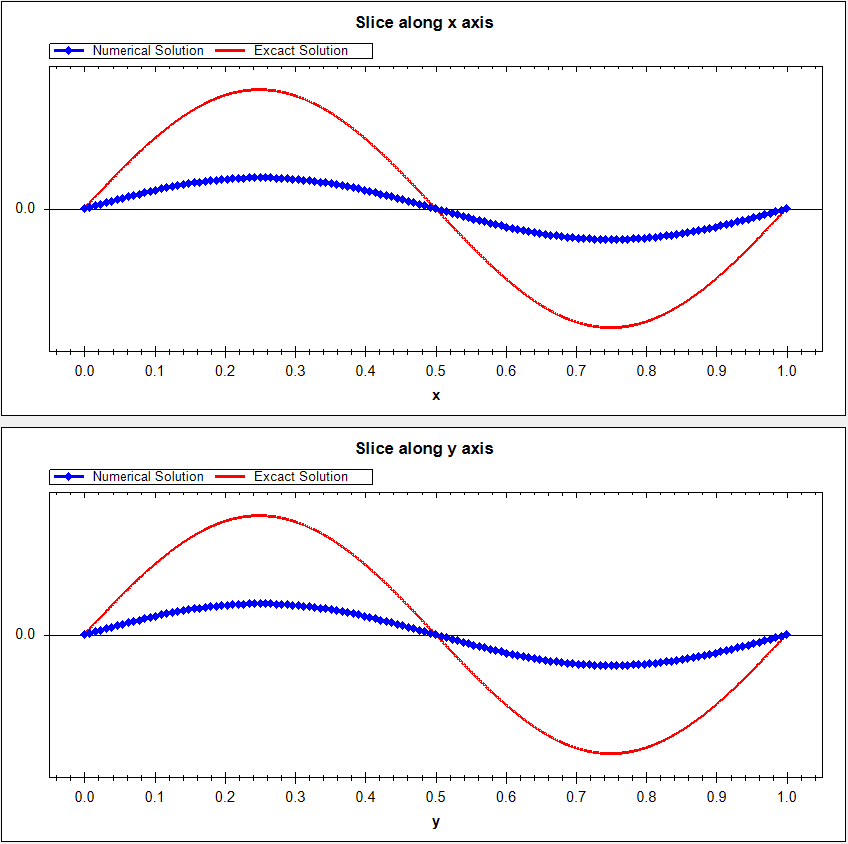 Slice along x axis
Numerical Solution Excact Solution
0.0
0.0 0.1 0.2 0.3 0.4 0.5 0.6 0.7 0.8 0.9 1.0
x
Slice along y axis
Numerical Solution Excact Solution
0.0
0.0 0.1 0.2 0.3 0.4 0.5 0.6 0.7 0.8 0.9 1.0
y